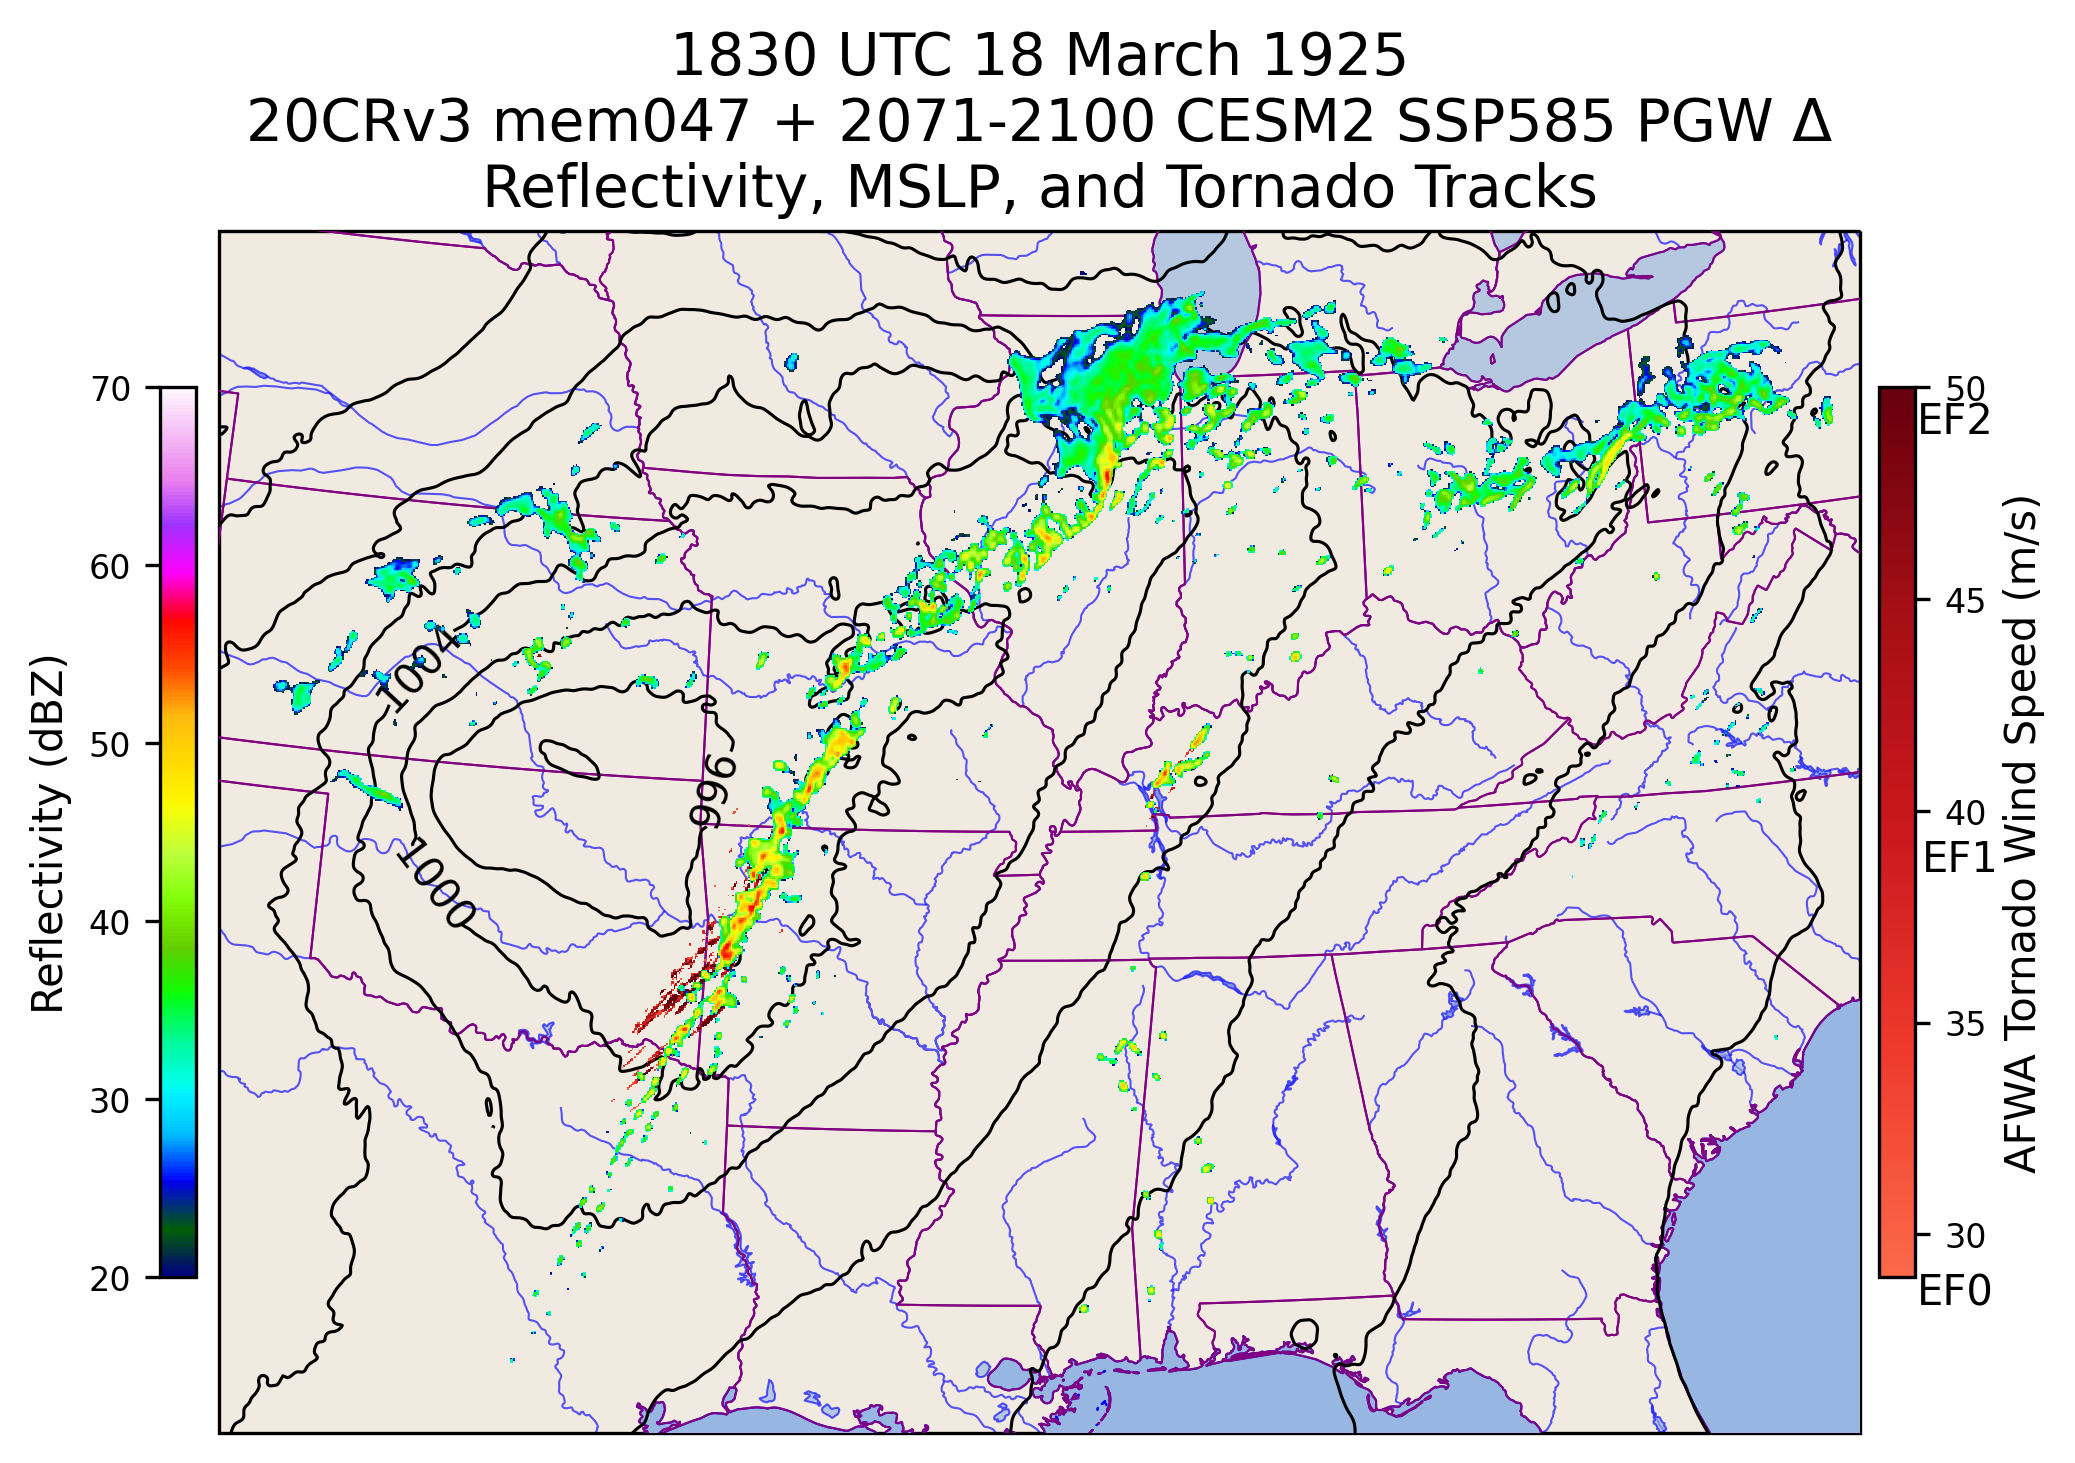 1830 UTC 18 March 1925
20CRv3 mem047 + 2071-2100 CESM2 SSP585 PGW Δ
Reflectivity, MSLP, and Tornado Tracks
Reflectivity (dBZ)
70
60
50
40
30
20
1004
1000
996
50
EF2
45
40
EF1
35
30
EF0
AFWA Tornado Wind Speed (m/s)